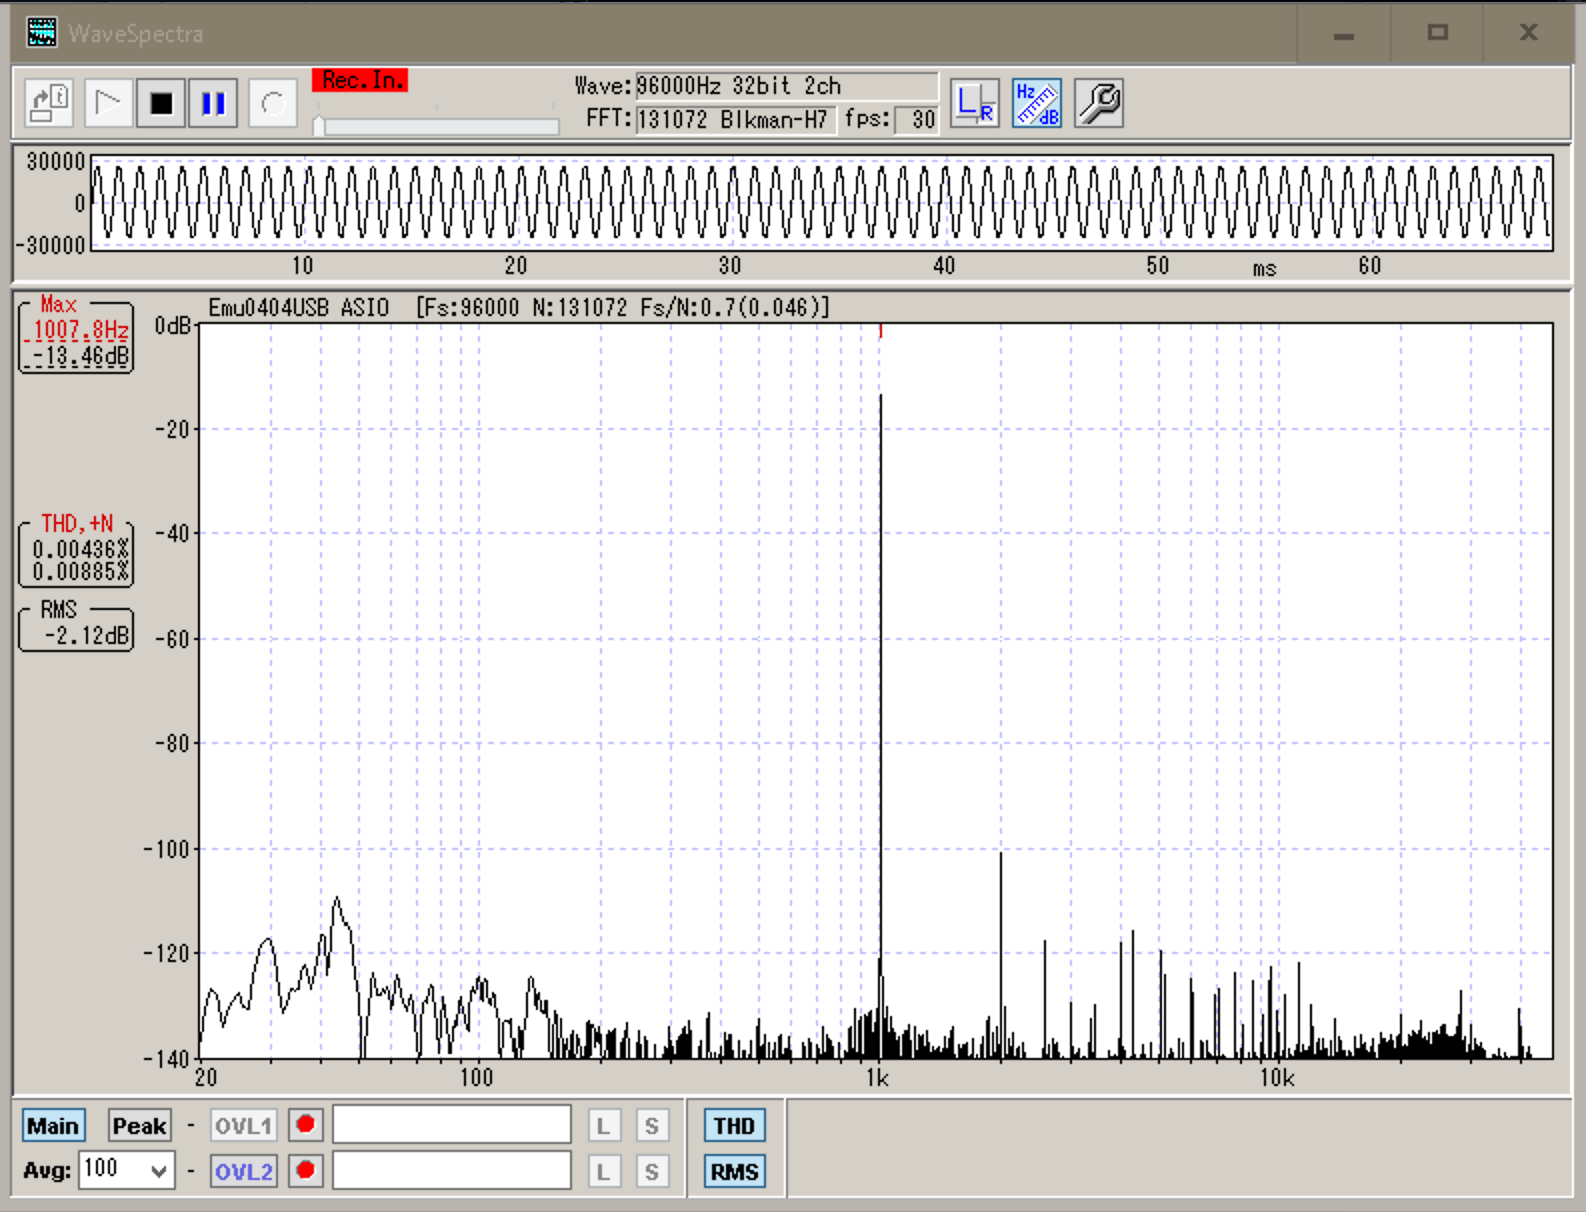 WaveSpectra
Rec.In.
Wave: 96000Hz 32bit 2ch
FFT: 131072 Blkman-H7 fps: 30
L R
Hz dB
30000
0
-30000
10 20 30 40 50 ms 60
Max
1007.8Hz
-13.46dB
THD,+N
0.00436%
0.00885%
RMS
-2.12dB
Emu0404USB ASIO [Fs:96000 N:131072 Fs/N:0.7(0.046)]
0dB
-20
-40
-60
-80
-100
-120
-140
20 100 1k 10k
Main Peak - OVL1 L S THD
Avg: 100 - OVL2 L S RMS